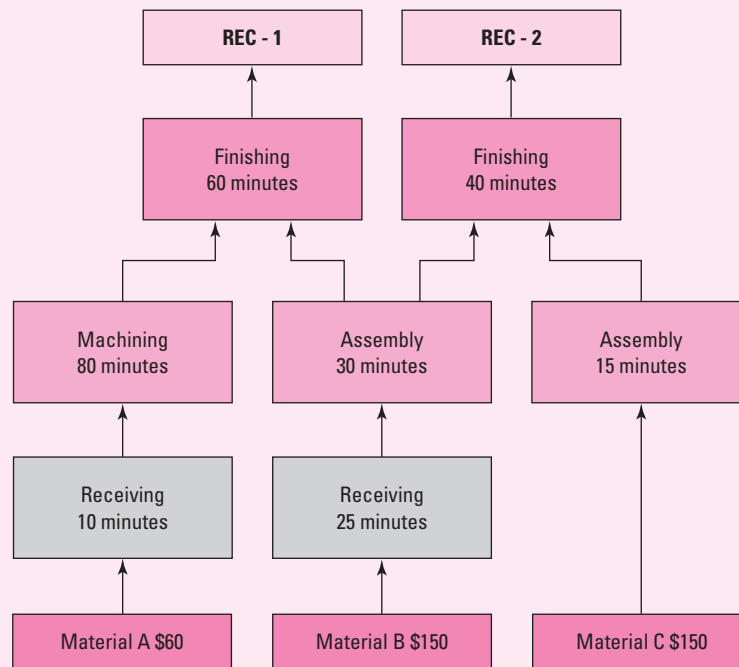 REC - 1
REC - 2
Finishing
60 minutes
Finishing
40 minutes
Machining
80 minutes
Assembly
30 minutes
Assembly
15 minutes
Receiving
10 minutes
Receiving
25 minutes
Material A $60
Material B $150
Material C $150